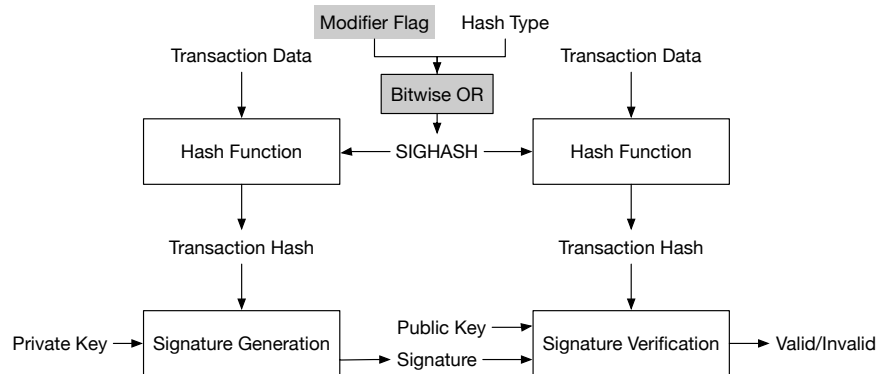 Modifier Flag Hash Type
Transaction Data Transaction Data
Bitwise OR
Hash Function SIGHASH Hash Function
Transaction Hash Transaction Hash
Public Key
Private Key Signature Generation Signature Verification Valid/Invalid
Signature